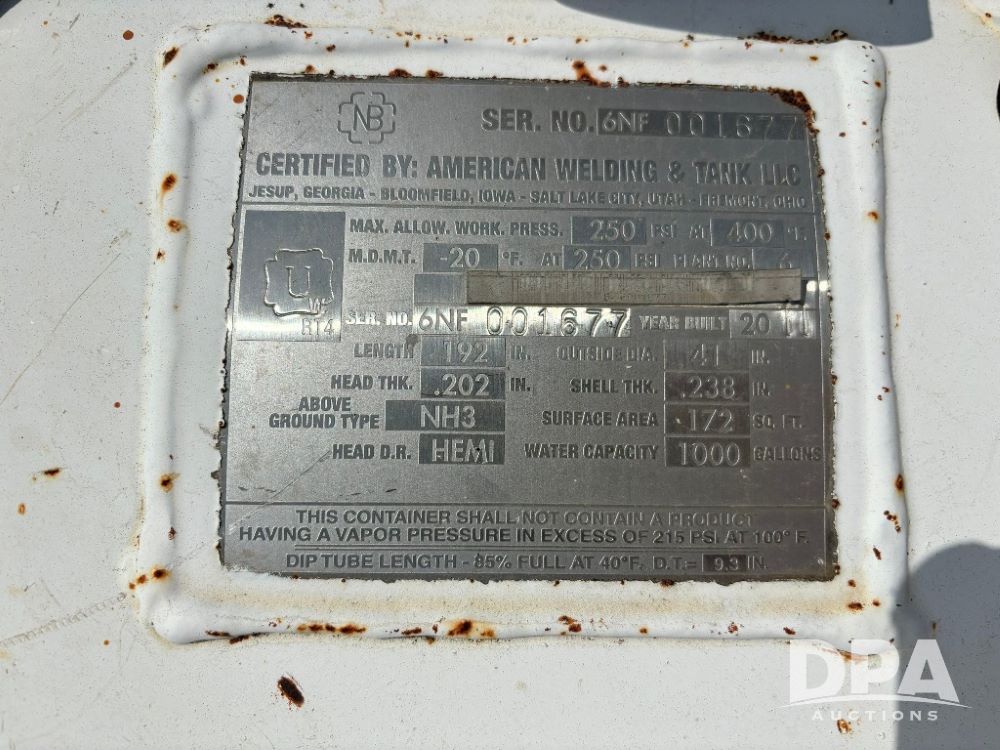 NB SER. NO. 6NF 001677
CERTIFIED BY: AMERICAN WELDING & TANK LLC
JESUP, GEORGIA - BLOOMFIELD, IOWA - SALT LAKE CITY, UTAH - FREMONT, OHIO
MAX. ALLOW. WORK. PRESS. 250 PSI AT 400 °F.
M.D.M.T. -20 °F. AT 250 PSI PLANT NO. 6
U
W
RT4
SER. NO. 6NF 001677 YEAR BUILT 2011
LENGTH 192 IN. OUTSIDE DIA. 41 IN.
HEAD THK. .202 IN. SHELL THK. .238 IN.
ABOVE
GROUND TYPE NH3 SURFACE AREA 172 SQ. FT.
HEAD D.R. HEMI WATER CAPACITY 1000 GALLONS
THIS CONTAINER SHALL NOT CONTAIN A PRODUCT
HAVING A VAPOR PRESSURE IN EXCESS OF 215 PSI AT 100° F.
DIP TUBE LENGTH - 85% FULL AT 40°F. D.T.= 9.3 IN.
DPA
AUCTIONS